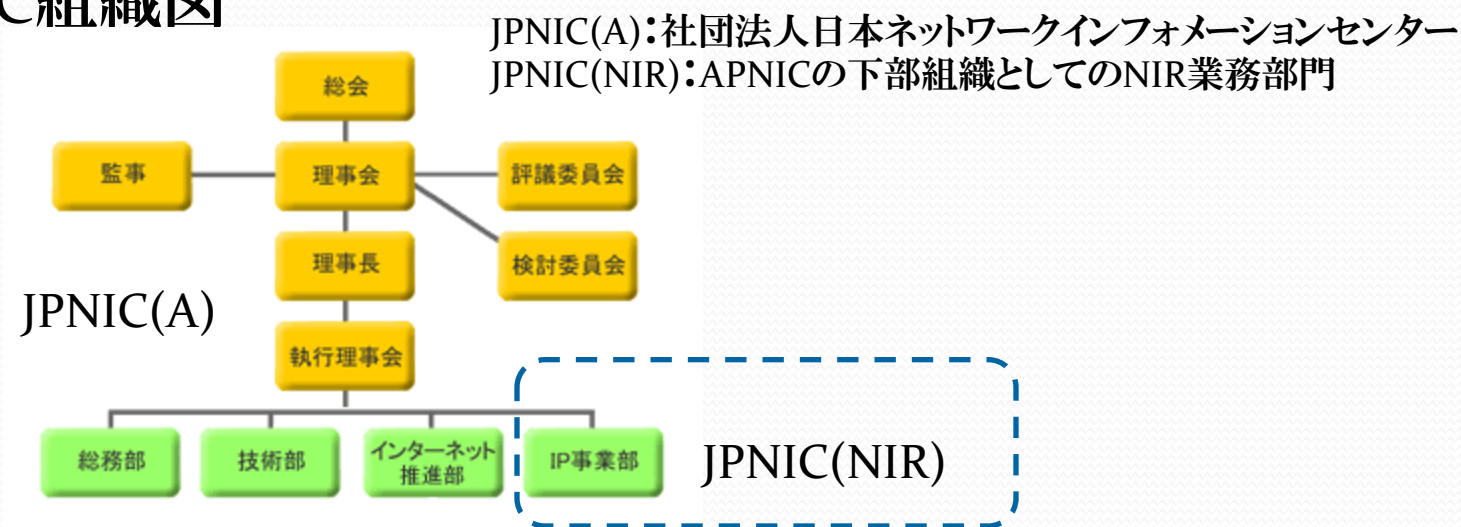 C組織図
JPNIC(A):社団法人日本ネットワークインフォメーションセンター
JPNIC(NIR):APNICの下部組織としてのNIR業務部門
総会
監事
理事会
評議委員会
理事長
検討委員会
JPNIC(A)
執行理事会
総務部
技術部
インターネット
推進部
IP事業部
JPNIC(NIR)